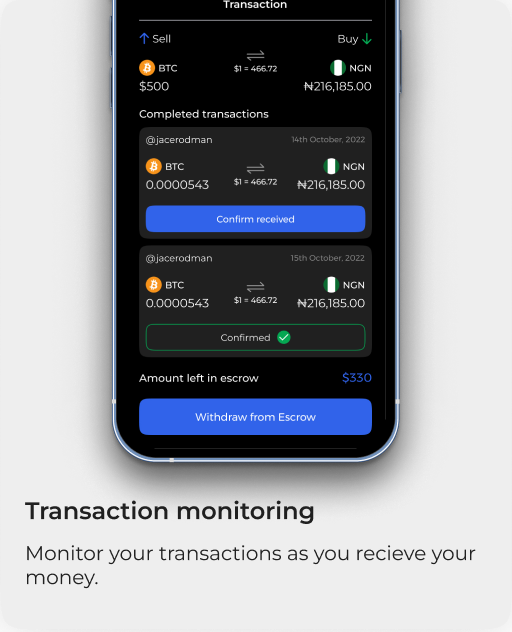 Transaction
Sell
Buy
BTC
$1 = 466.72
NGN
$500
₦216,185.00
Completed transactions
@jacerodman
14th October, 2022
BTC
NGN
0.0000543
$1 = 466.72
₦216,185.00
Confirm received
@jacerodman
15th October, 2022
BTC
NGN
0.0000543
$1 = 466.72
₦216,185.00
Confirmed
Amount left in escrow
$330
Withdraw from Escrow
Transaction monitoring
Monitor your transactions as you recieve your
money.